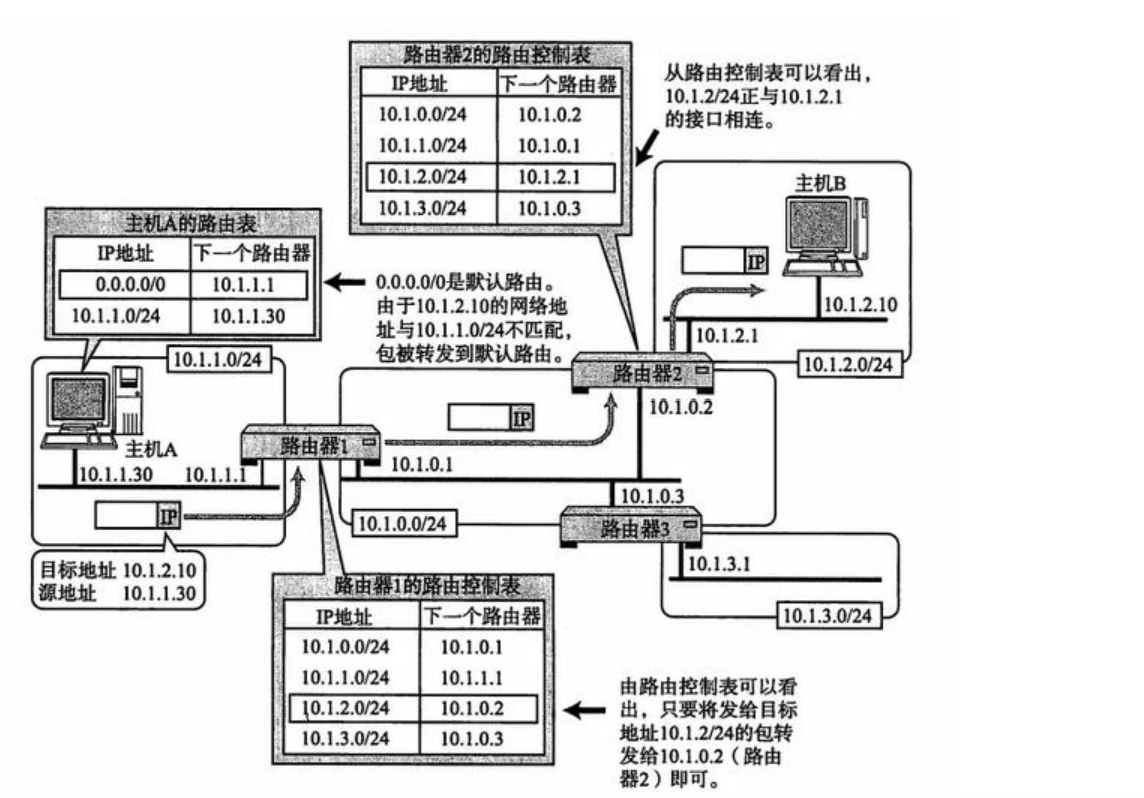 路由器2的路由控制表
IP地址 下一个路由器
10.1.0.0/24 10.1.0.2
10.1.1.0/24 10.1.0.1
10.1.2.0/24 10.1.2.1
10.1.3.0/24 10.1.0.3
从路由控制表可以看出，
10.1.2/24正与10.1.2.1
的接口相连。
主机A的路由表
IP地址 下一个路由器
0.0.0.0/0 10.1.1.1
10.1.1.0/24 10.1.1.30
0.0.0.0/0是默认路由。
由于10.1.2.10的网络地
址与10.1.1.0/24不匹配，
包被转发到默认路由。
主机B
IP
10.1.2.10
10.1.2.1
10.1.2.0/24
10.1.1.0/24
路由器2
10.1.0.2
IP
主机A
路由器1
10.1.1.30
10.1.1.1
10.1.0.1
IP
10.1.0.3
10.1.0.0/24
路由器3
10.1.3.1
10.1.3.0/24
目标地址 10.1.2.10
源地址 10.1.1.30
路由器1的路由控制表
IP地址 下一个路由器
10.1.0.0/24 10.1.0.1
10.1.1.0/24 10.1.1.1
10.1.2.0/24 10.1.0.2
10.1.3.0/24 10.1.0.3
由路由控制表可以看
出，只要将发给目标
地址10.1.2/24的包转
发给10.1.0.2（路由
器2）即可。